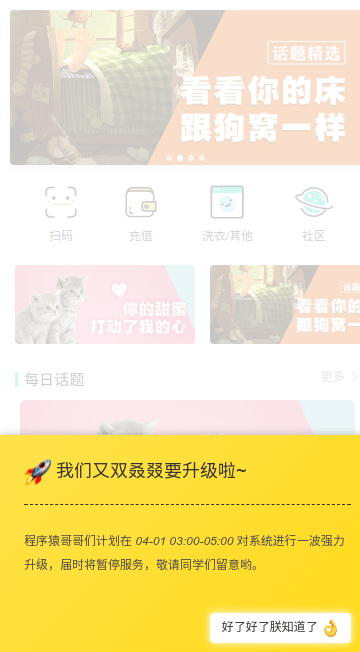 话题精选
看看你的床
跟狗窝一样
扫码
充值
洗衣/其他
社区
你的甜蜜
打动了我的心
看看你的
跟狗窝一
每日话题
更多
我们又双叒叕要升级啦~
程序猿哥哥们计划在 04-01 03:00-05:00 对系统进行一波强力
升级，届时将暂停服务，敬请同学们留意哟。
好了好了朕知道了